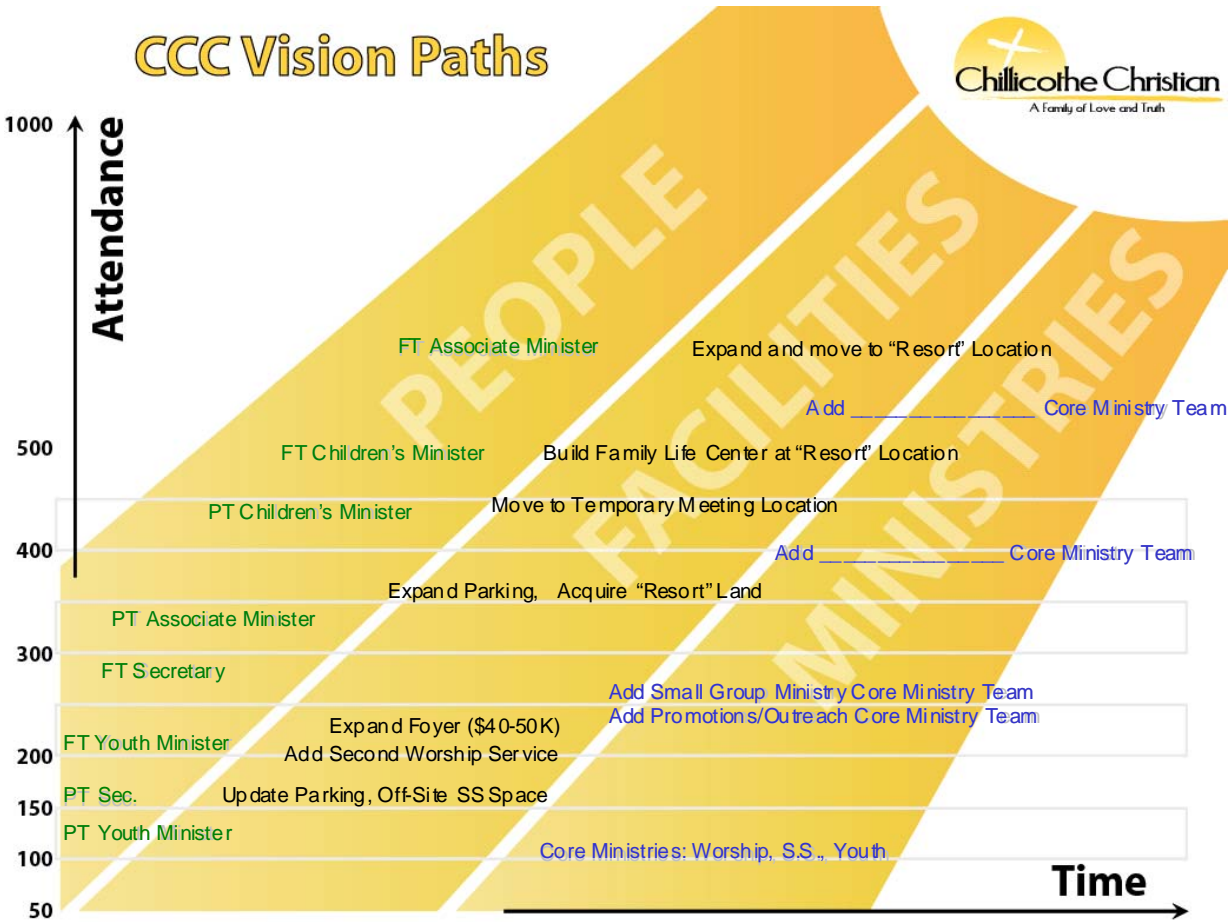 CCC Vision Paths
Chillicothe Christian
A Family of Love and Truth
1000
Attendance
PEOPLE
FACILITIES
MINISTRIES
FT Associate Minister
Expand and move to “Resort” Location
Add ________________ Core Ministry Team
500
FT Children’s Minister
Build Family Life Center at “Resort” Location
PT Children’s Minister
Move to Temporary Meeting Location
400
Add ________________ Core Ministry Team
Expand Parking, Acquire “Resort” Land
PT Associate Minister
300
FT Secretary
Add Small Group Ministry Core Ministry Team
Add Promotions/Outreach Core Ministry Team
Expand Foyer ($40-50K)
FT Youth Minister
Add Second Worship Service
200
PT Sec.
Update Parking, Off-Site SS Space
150
PT Youth Minister
Core Ministries: Worship, S.S., Youth
100
Time
50